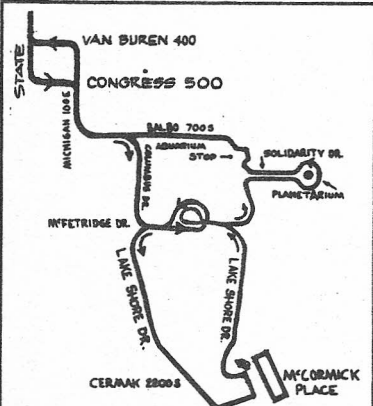 VAN BUREN 400
STATE
CONGRESS 500
MICHIGAN 100E
BALBO 700S
AQUARIUM
STOP
SOLIDARITY DR.
COLUMBUS DR.
PLANETARIUM
McFETRIDGE DR.
LAKE SHORE DR.
LAKE SHORE DR.
CERMAK 2200S
McCORMICK
PLACE